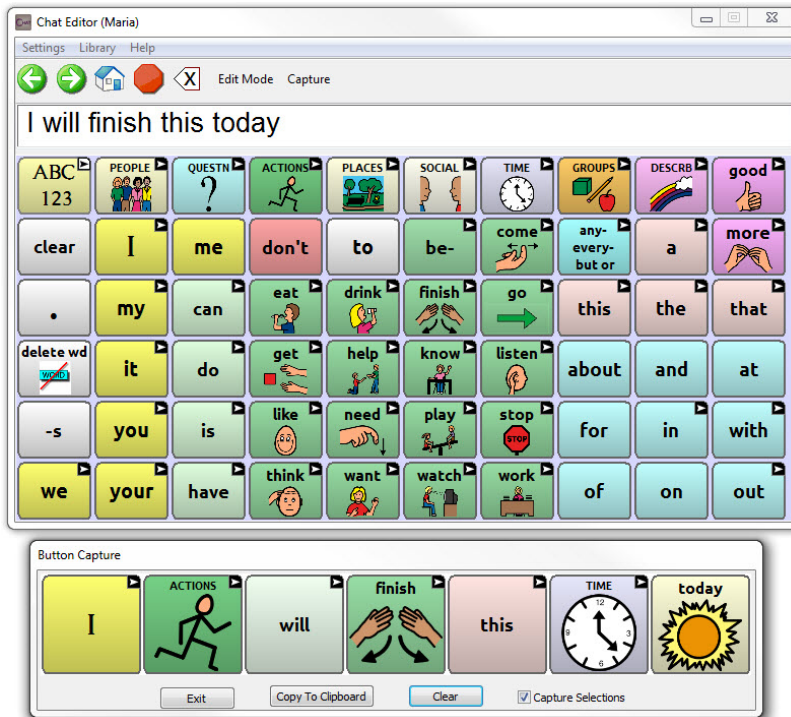 Chat Editor (Maria)
Settings Library Help
Edit Mode Capture
I will finish this today
ABC 123 PEOPLE QUESTN ? ACTIONS PLACES SOCIAL TIME GROUPS DESCRB good
clear I me don't to be- come any- every- but or a more
. my can eat drink finish go this the that
delete wd WORD it do get help know listen about and at
-s you is like need play stop STOP for in with
we your have think want watch work of on out
Button Capture
I ACTIONS will finish this TIME 12 3 6 9 today
Exit Copy To Clipboard Clear Capture Selections